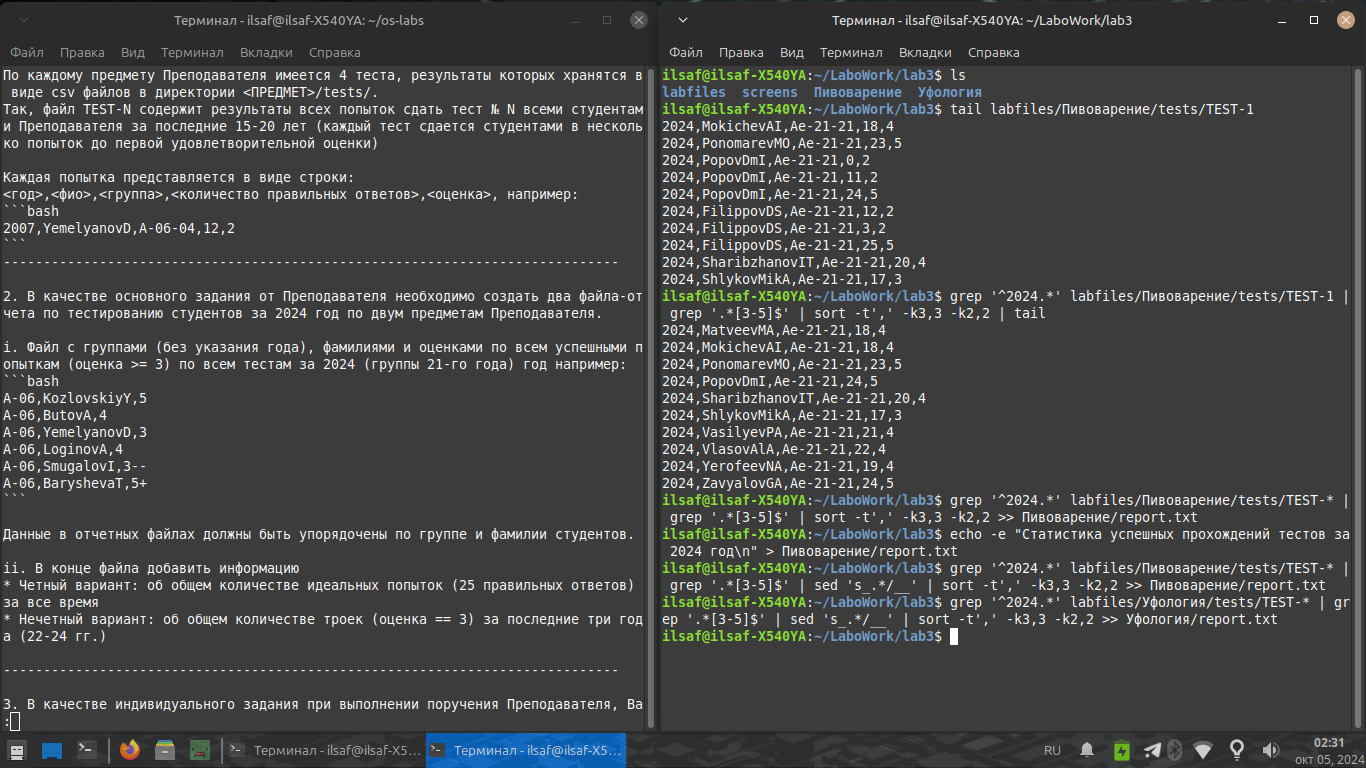 Терминал - ilsaf@ilsaf-X540YA: ~/os-labs
Файл Правка Вид Терминал Вкладки Справка
По каждому предмету Преподавателя имеется 4 теста, результаты которых хранятся в
 виде csv файлов в директории <ПРЕДМЕТ>/tests/.
Так, файл TEST-N содержит результаты всех попыток сдать тест № N всеми студентам
и Преподавателя за последние 15-20 лет (каждый тест сдается студентами в несколь
ко попыток до первой удовлетворительной оценки)

Каждая попытка представляется в виде строки:
<год>,<фио>,<группа>,<количество правильных ответов>,<оценка>, например:
```bash
2007,YemelyanovD,A-06-04,12,2
```
-----------------------------------------------------------------------------

2. В качестве основного задания от Преподавателя необходимо создать два файла-от
чета по тестированию студентов за 2024 год по двум предметам Преподавателя.

i. Файл с группами (без указания года), фамилиями и оценками по всем успешными п
опыткам (оценка >= 3) по всем тестам за 2024 (группы 21-го года) год например:
```bash
A-06,KozlovskiyY,5
A-06,ButovA,4
A-06,YemelyanovD,3
A-06,LoginovA,4
A-06,SmugalovI,3--
A-06,BaryshevaT,5+
```

Данные в отчетных файлах должны быть упорядочены по группе и фамилии студентов.

ii. В конце файла добавить информацию
* Четный вариант: об общем количестве идеальных попыток (25 правильных ответов)
за все время
* Нечетный вариант: об общем количестве троек (оценка == 3) за последние три год
а (22-24 гг.)

-----------------------------------------------------------------------------

3. В качестве индивидуального задания при выполнении поручения Преподавателя, Ва
:
Терминал - ilsaf@ilsaf-X540YA: ~/LaboWork/lab3
Файл Правка Вид Терминал Вкладки Справка
ilsaf@ilsaf-X540YA:~/LaboWork/lab3$ ls
labfiles screens Пивоварение Уфология
ilsaf@ilsaf-X540YA:~/LaboWork/lab3$ tail labfiles/Пивоварение/tests/TEST-1
2024,MokichevAI,Ae-21-21,18,4
2024,PonomarevMO,Ae-21-21,23,5
2024,PopovDmI,Ae-21-21,0,2
2024,PopovDmI,Ae-21-21,11,2
2024,PopovDmI,Ae-21-21,24,5
2024,FilippovDS,Ae-21-21,12,2
2024,FilippovDS,Ae-21-21,3,2
2024,FilippovDS,Ae-21-21,25,5
2024,SharibzhanovIT,Ae-21-21,20,4
2024,ShlykovMikA,Ae-21-21,17,3
ilsaf@ilsaf-X540YA:~/LaboWork/lab3$ grep '^2024.*' labfiles/Пивоварение/tests/TEST-1 |
 grep '.*[3-5]$' | sort -t',' -k3,3 -k2,2 | tail
2024,MatveevMA,Ae-21-21,18,4
2024,MokichevAI,Ae-21-21,18,4
2024,PonomarevMO,Ae-21-21,23,5
2024,PopovDmI,Ae-21-21,24,5
2024,SharibzhanovIT,Ae-21-21,20,4
2024,ShlykovMikA,Ae-21-21,17,3
2024,VasilyevPA,Ae-21-21,21,4
2024,VlasovAlA,Ae-21-21,22,4
2024,YerofeevNA,Ae-21-21,19,4
2024,ZavyalovGA,Ae-21-21,24,5
ilsaf@ilsaf-X540YA:~/LaboWork/lab3$ grep '^2024.*' labfiles/Пивоварение/tests/TEST-* |
 grep '.*[3-5]$' | sort -t',' -k3,3 -k2,2 >> Пивоварение/report.txt
ilsaf@ilsaf-X540YA:~/LaboWork/lab3$ echo -e "Статистика успешных прохождений тестов за
 2024 год\n" > Пивоварение/report.txt
ilsaf@ilsaf-X540YA:~/LaboWork/lab3$ grep '^2024.*' labfiles/Пивоварение/tests/TEST-* |
 grep '.*[3-5]$' | sed 's_.*/__' | sort -t',' -k3,3 -k2,2 >> Пивоварение/report.txt
ilsaf@ilsaf-X540YA:~/LaboWork/lab3$ grep '^2024.*' labfiles/Уфология/tests/TEST-* | gr
ep '.*[3-5]$' | sed 's_.*/__' | sort -t',' -k3,3 -k2,2 >> Уфология/report.txt
ilsaf@ilsaf-X540YA:~/LaboWork/lab3$
Терминал - ilsaf@ilsaf-X5...
Терминал - ilsaf@ilsaf-X5...
RU
02:31
окт 05, 2024